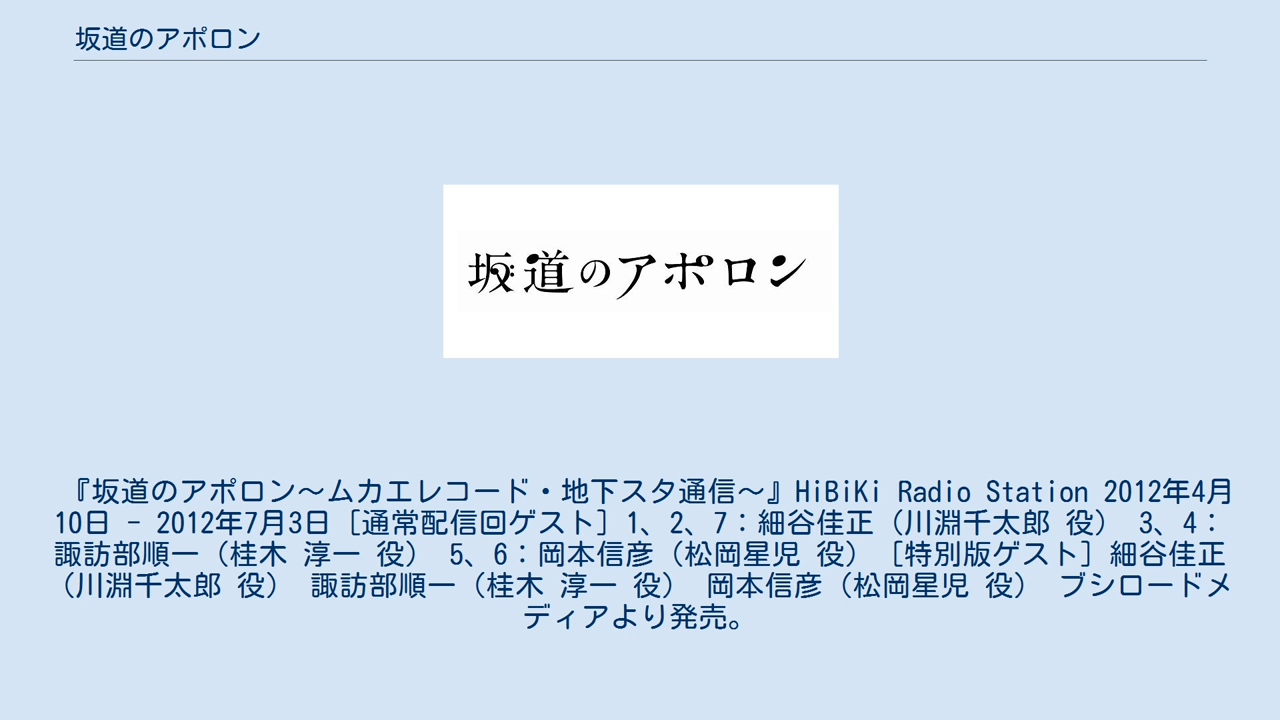 坂道のアポロン
坂道のアポロン
『坂道のアポロン〜ムカエレコード・地下スタ通信〜』HiBiKi Radio Station 2012年4月
10日 - 2012年7月3日［通常配信回ゲスト］1、2、7：細谷佳正（川淵千太郎 役） 3、4：
諏訪部順一（桂木 淳一 役） 5、6：岡本信彦（松岡星児 役）［特別版ゲスト］細谷佳正
（川淵千太郎 役） 諏訪部順一（桂木 淳一 役） 岡本信彦（松岡星児 役） ブシロードメ
ディアより発売。